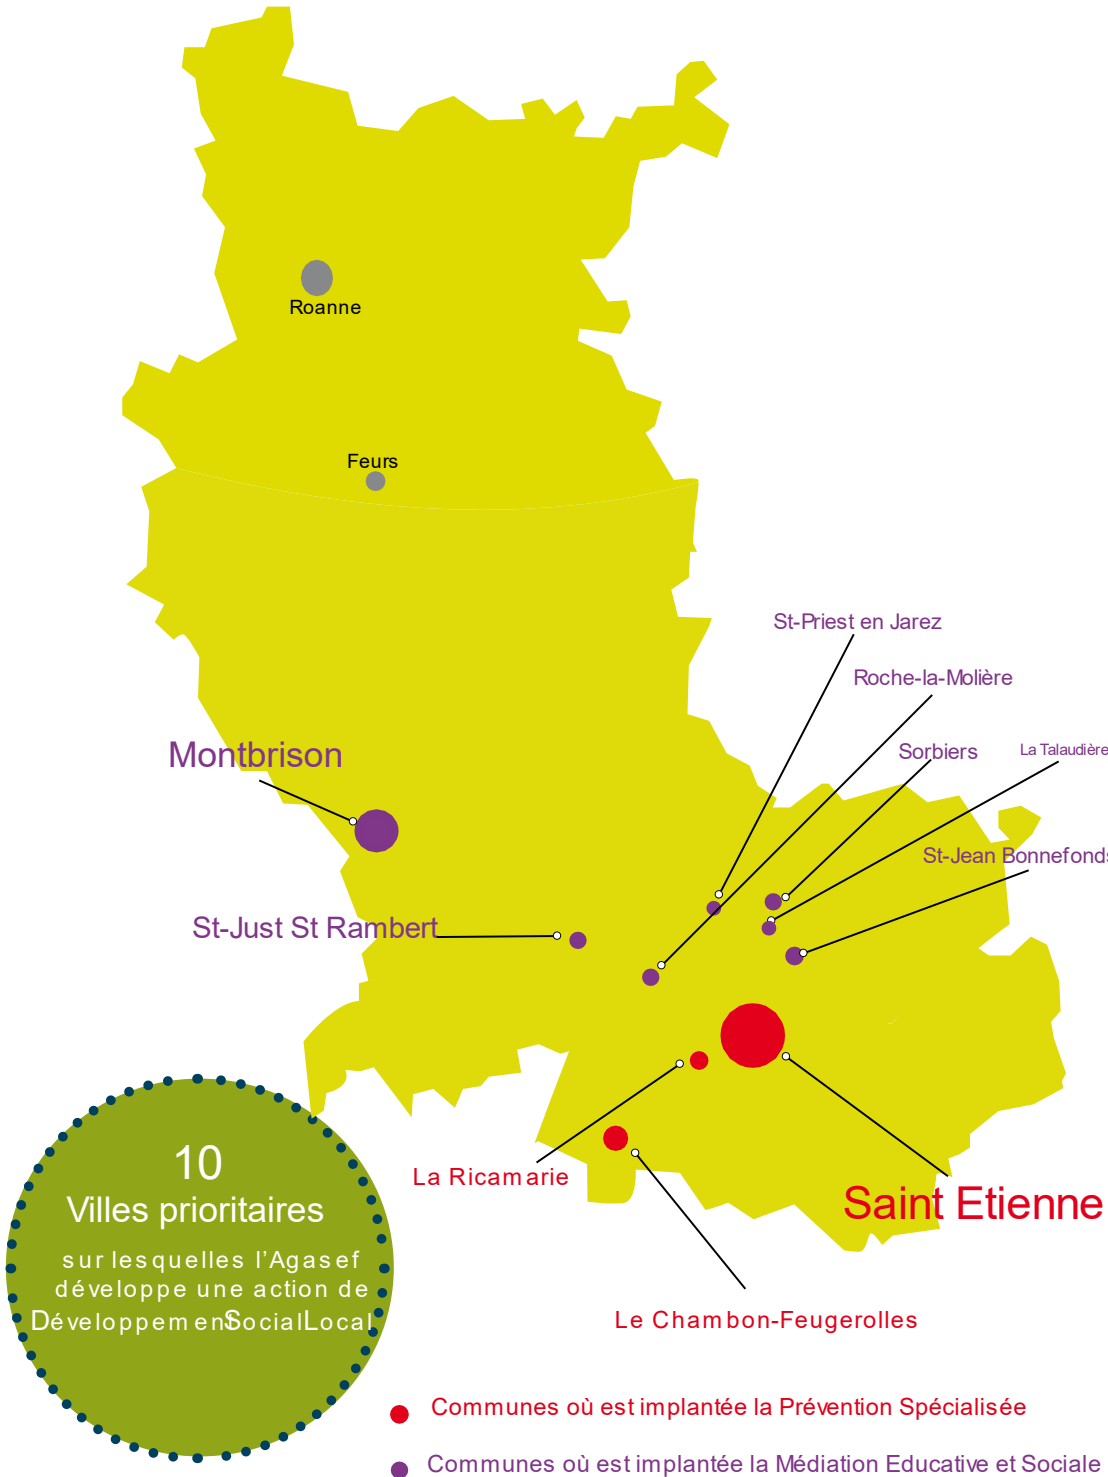 Roanne
Feurs
St-Priest en Jarez
Roche-la-Molière
Sorbiers
La Talaudière
Montbrison
St-Jean Bonnefonds
St-Just St Rambert
La Ricamarie
Saint Etienne
Le Chambon-Feugerolles
10
Villes prioritaires
sur lesquelles l’Agasef
développe une action de
Développement Social Local
Communes où est implantée la Prévention Spécialisée
Communes où est implantée la Médiation Educative et Sociale